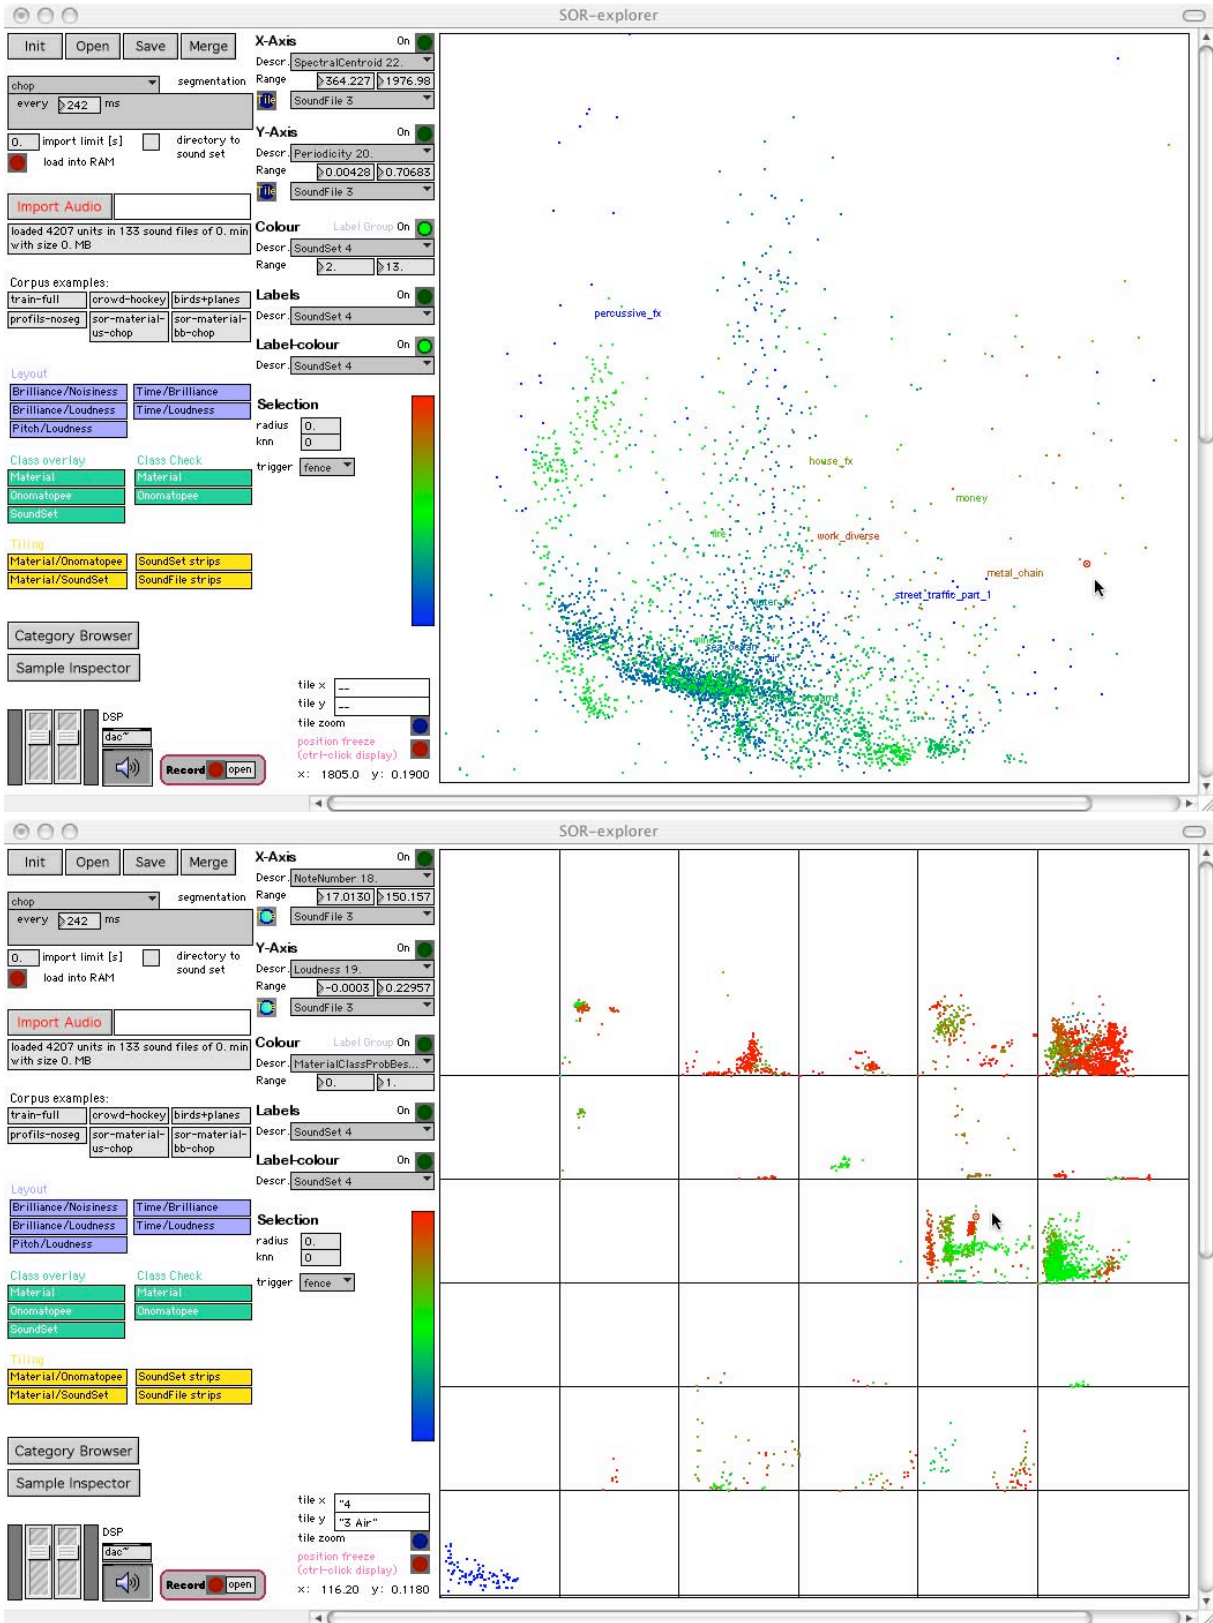 SOR-explorer
Init Open Save Merge
chop segmentation
every 242 ms
0. import limit [s] directory to sound set
load into RAM
Import Audio
loaded 4207 units in 133 sound files of 0. min
with size 0. MB
Corpus examples:
train-full crowd-hockey birds+planes
profils-noseg sor-material-us-chop sor-material-bb-chop
Layout
Brilliance/Noisiness Time/Brilliance
Brilliance/Loudness Time/Loudness
Pitch/Loudness
Class overlay Class Check
Material Material
Onomatopee Onomatopee
SoundSet
Tiling
Material/Onomatopee SoundSet strips
Material/SoundSet SoundFile strips
Category Browser
Sample Inspector
DSP
dac~
Record open
X-Axis On
Descr. SpectralCentroid 22.
Range 364.227 1976.98
Tile SoundFile 3
Y-Axis On
Descr. Periodicity 20.
Range 0.00428 0.70683
Tile SoundFile 3
Colour Label Group On
Descr. SoundSet 4
Range 2. 13.
Labels On
Descr. SoundSet 4
Label-colour On
Descr. SoundSet 4
Selection
radius 0.
knn 0
trigger fence
tile x --
tile y --
tile zoom
position freeze
(ctrl-click display)
x: 1805.0 y: 0.1900
percussive_fx
house_fx
money
fire
work_diverse
metal_chain
street_traffic_part_1
SOR-explorer
Init Open Save Merge
chop segmentation
every 242 ms
0. import limit [s] directory to sound set
load into RAM
Import Audio
loaded 4207 units in 133 sound files of 0. min
with size 0. MB
Corpus examples:
train-full crowd-hockey birds+planes
profils-noseg sor-material-us-chop sor-material-bb-chop
Layout
Brilliance/Noisiness Time/Brilliance
Brilliance/Loudness Time/Loudness
Pitch/Loudness
Class overlay Class Check
Material Material
Onomatopee Onomatopee
SoundSet
Tiling
Material/Onomatopee SoundSet strips
Material/SoundSet SoundFile strips
Category Browser
Sample Inspector
DSP
dac~
Record open
X-Axis On
Descr. NoteNumber 18.
Range 17.0130 150.157
SoundFile 3
Y-Axis On
Descr. Loudness 19.
Range -0.0003 0.22957
SoundFile 3
Colour Label Group On
Descr. MaterialClassProbBes...
Range 0. 1.
Labels On
Descr. SoundSet 4
Label-colour On
Descr. SoundSet 4
Selection
radius 0.
knn 0
trigger fence
tile x "4
tile y "3 Air"
tile zoom
position freeze
(ctrl-click display)
x: 116.20 y: 0.1180